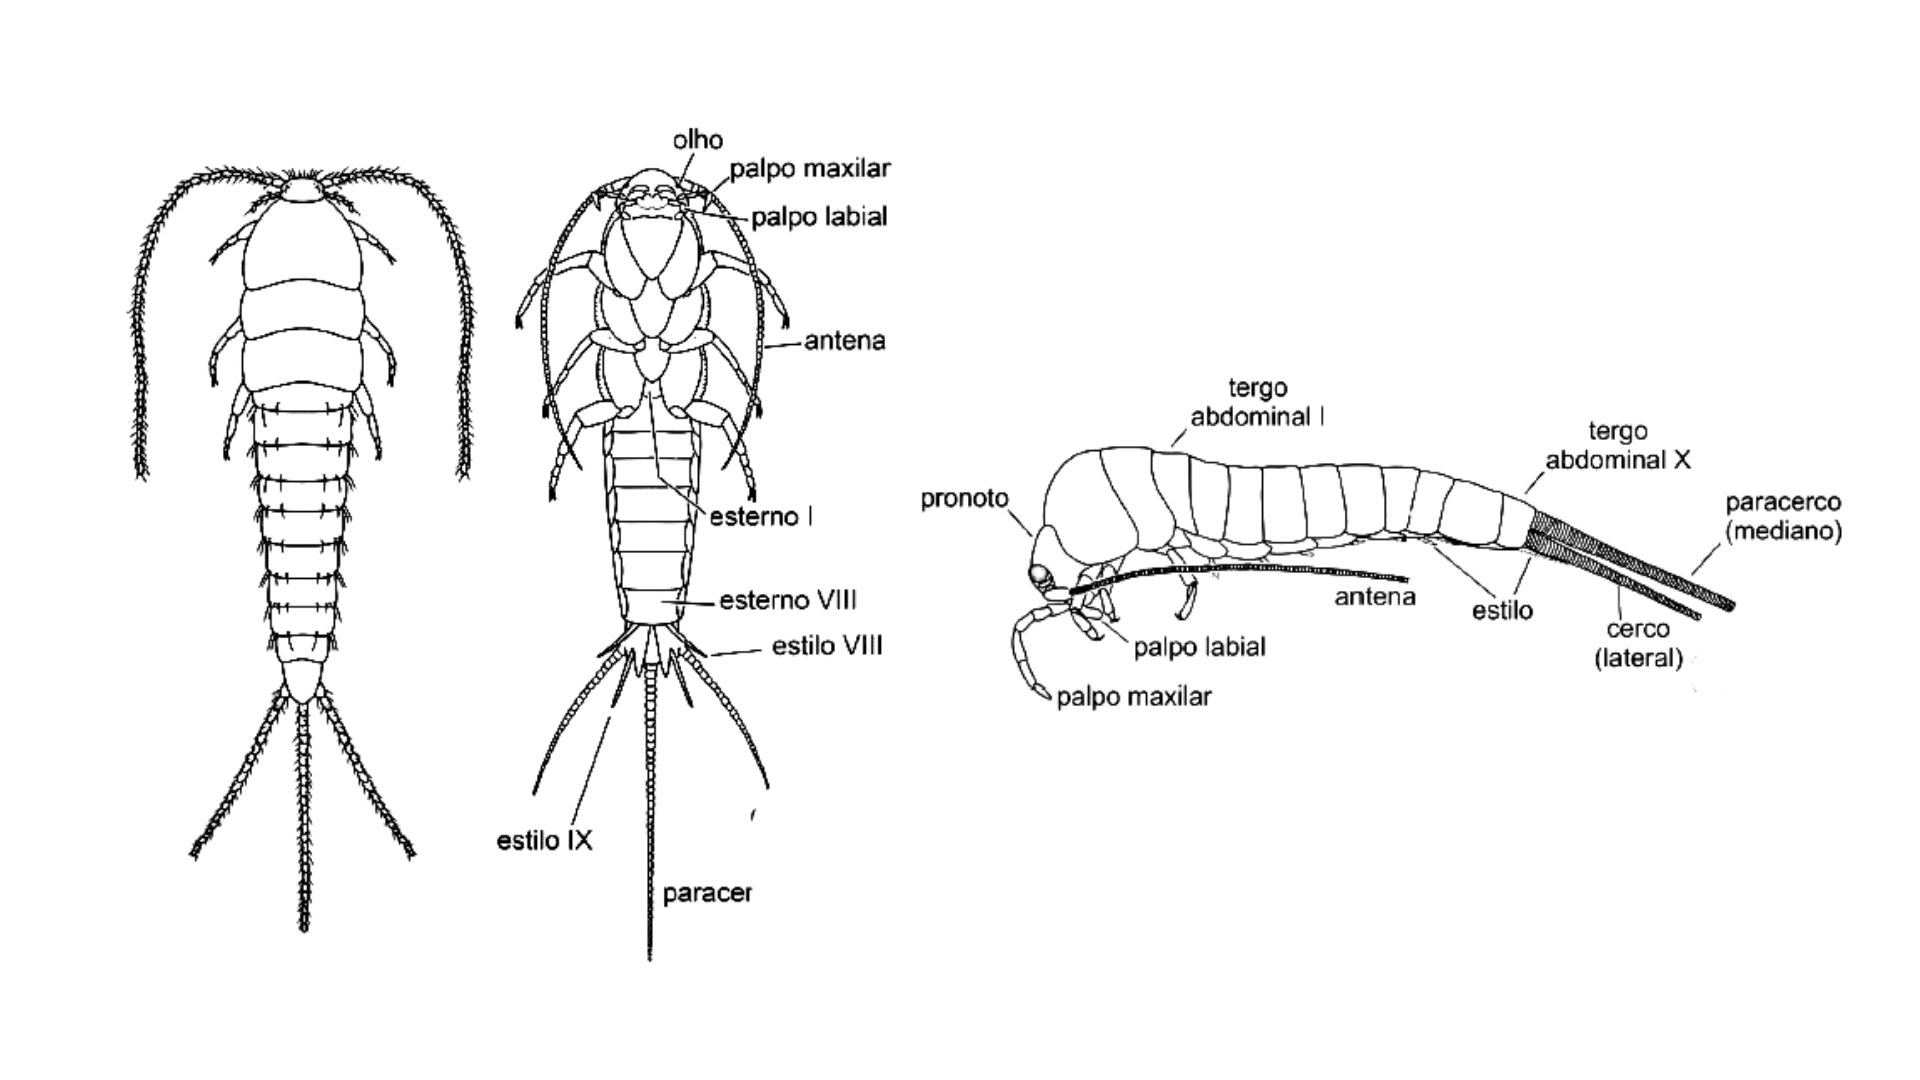 olho
palpo maxilar
palpo labial
antena
esterno I
esterno VIII
estilo VIII
estilo IX
paracer
tergo
abdominal I
tergo
abdominal X
pronoto
paracerco
(mediano)
antena
estilo
cerco
(lateral)
palpo labial
palpo maxilar